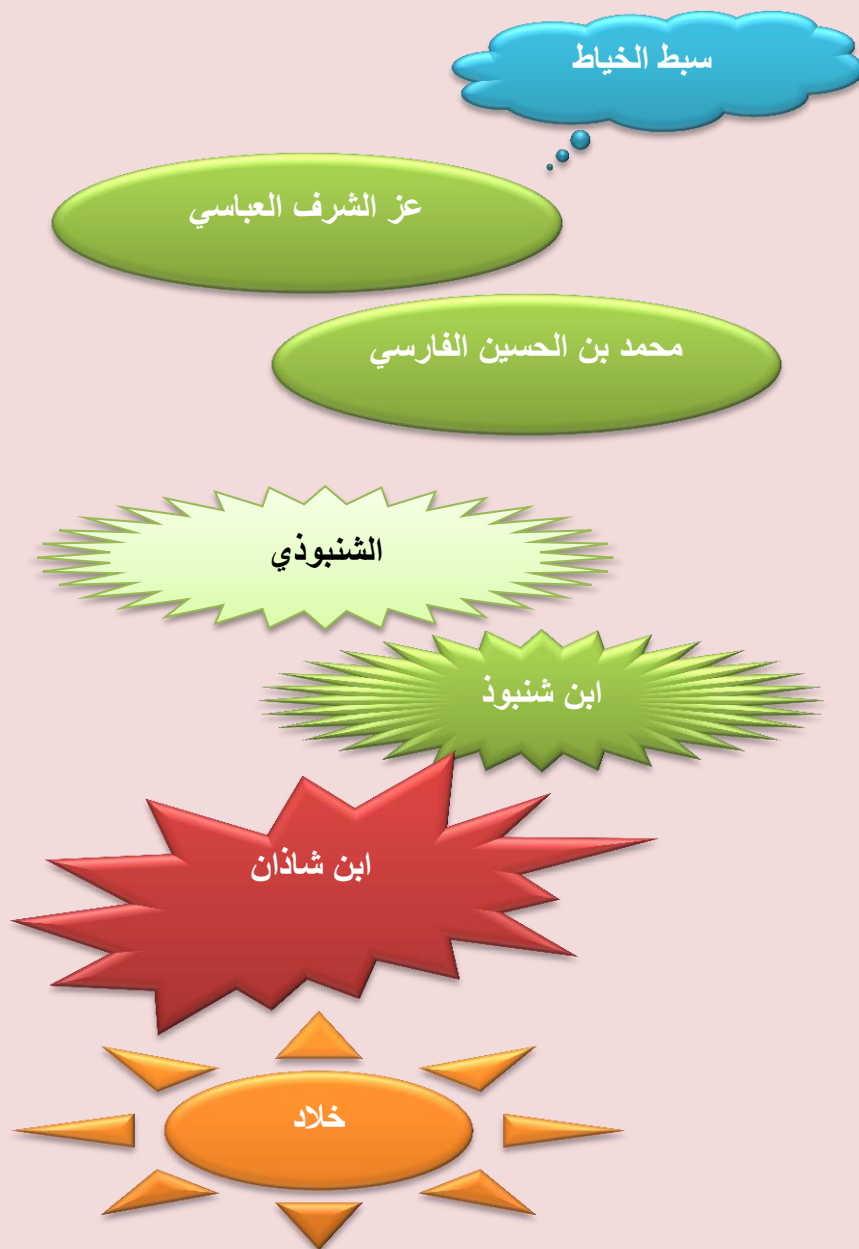 سبط الخياط
عز الشرف العباسي
محمد بن الحسين الفارسي
الشنبوذي
ابن شنبوذ
ابن شاذان
خلاد